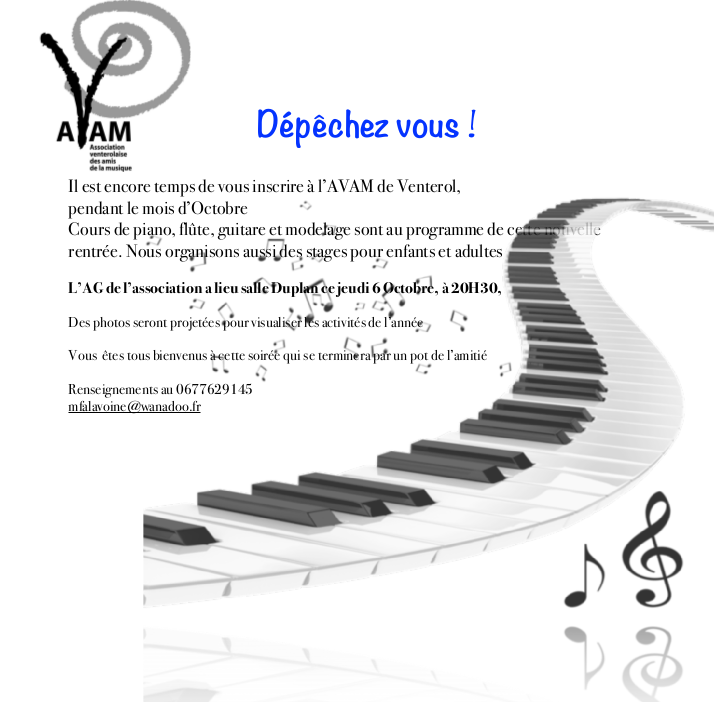 AVAM
Association
venterolaise
des amis
de la musique
Dépêchez vous !
Il est encore temps de vous inscrire à l'AVAM de Venterol,
pendant le mois d'Octobre
Cours de piano, flûte, guitare et modelage sont au programme de cette nouvelle
rentrée. Nous organisons aussi des stages pour enfants et adultes
L'AG de l'association a lieu salle Duplan ce jeudi 6 Octobre, à 20H30,
Des photos seront projetées pour visualiser les activités de l'année
Vous êtes tous bienvenus à cette soirée qui se terminera par un pot de l'amitié
Renseignements au 0677629145
mfalavoine@wanadoo.fr